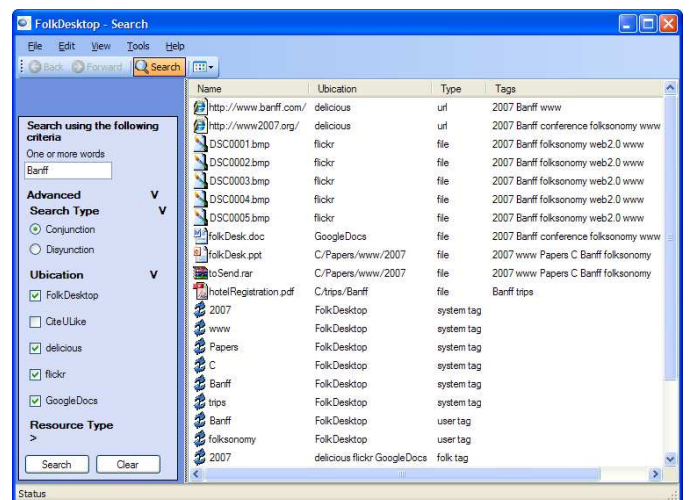 FolkDesktop - Search
File Edit View Tools Help
Back Forward Search
Name Ubication Type Tags
Search using the following
criteria
One or more words
Banff
Advanced V
Search Type V
Conjunction
Disyunction
Ubication V
FolkDesktop
CiteULike
delicious
flickr
GoogleDocs
Resource Type
>
Search Clear
http://www.banff.com/ delicious url 2007 Banff www
http://www2007.org/ delicious url 2007 Banff conference folksonomy www
DSC0001.bmp flickr file 2007 Banff folksonomy web2.0 www
DSC0002.bmp flickr file 2007 Banff folksonomy web2.0 www
DSC0003.bmp flickr file 2007 Banff folksonomy web2.0 www
DSC0004.bmp flickr file 2007 Banff folksonomy web2.0 www
DSC0005.bmp flickr file 2007 Banff folksonomy web2.0 www
folkDesk.doc GoogleDocs file 2007 Banff conference folksonomy www
folkDesk.ppt C/Papers/www/2007 file 2007 www Papers C Banff folksonomy
toSend.rar C/Papers/www/2007 file 2007 www Papers C Banff folksonomy
hotelRegistration.pdf C/trips/Banff file Banff trips
2007 FolkDesktop system tag
www FolkDesktop system tag
Papers FolkDesktop system tag
C FolkDesktop system tag
Banff FolkDesktop system tag
trips FolkDesktop system tag
Banff FolkDesktop user tag
folksonomy FolkDesktop user tag
2007 delicious flickr GoogleDocs folk tag
Status